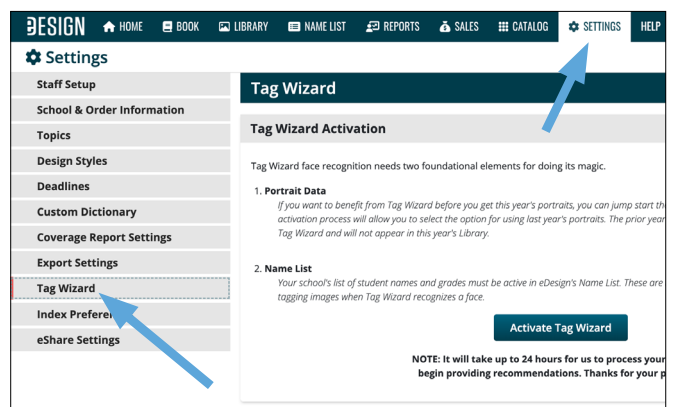 eDESIGN HOME BOOK LIBRARY NAME LIST REPORTS SALES CATALOG SETTINGS HELP
Settings
Staff Setup
School & Order Information
Topics
Design Styles
Deadlines
Custom Dictionary
Coverage Report Settings
Export Settings
Tag Wizard
Index
eShare Settings
Tag Wizard
Tag Wizard Activation
Tag Wizard face recognition needs two foundational elements for doing its magic.
1. Portrait Data
If you want to benefit from Tag Wizard before you get this year's portraits, you can jump start
activation process will allow you to select the option for using last year's portraits. The prior year
Tag Wizard and will not appear in this year's Library.
2. Name List
Your school's list of student names and grades must be active in eDesign's Name List. These are
tagging images when Tag Wizard recognizes a face.
Activate Tag Wizard
NOTE: It will take up to 24 hours for us to process your
begin providing recommendations. Thanks for your